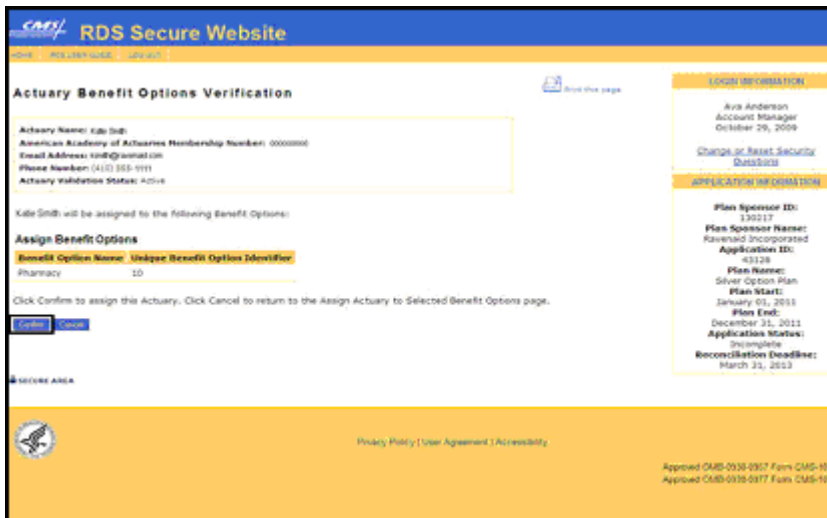 CMS/
RDS Secure Website
HOME RDS USER GUIDE LOG OUT
Actuary Benefit Options Verification
Print this page
Actuary Name: Kate Smith
American Academy of Actuaries Membership Number: 00000000
Email Address:
Phone Number: (410)
Actuary Validation Status: Active
Kate Smith will be assigned to the following Benefit Options:
Assign Benefit Options
Benefit Option Name Unique Benefit Option Identifier
Pharmacy 10
Click Confirm to assign this Actuary. Click Cancel to return to the Assign Actuary to Selected Benefit Options page.
Confirm Cancel
SECURE AREA
LOGIN INFORMATION
Ava Anderson
Account Manager
October 29, 2009
Change or Reset Security
Questions
APPLICATION INFORMATION
Plan Sponsor ID:
130217
Plan Sponsor Name:
Ravenaid Incorporated
Application ID:
43128
Plan Name:
Silver Option Plan
Plan Start:
January 01, 2011
Plan End:
December 31, 2011
Application Status:
Incomplete
Reconciliation Deadline:
March 31, 2013
Privacy Policy | User Agreement | Accessibility
Approved OMB-0938-0957 Form CMS-10
Approved OMB-0938-0977 Form CMS-10